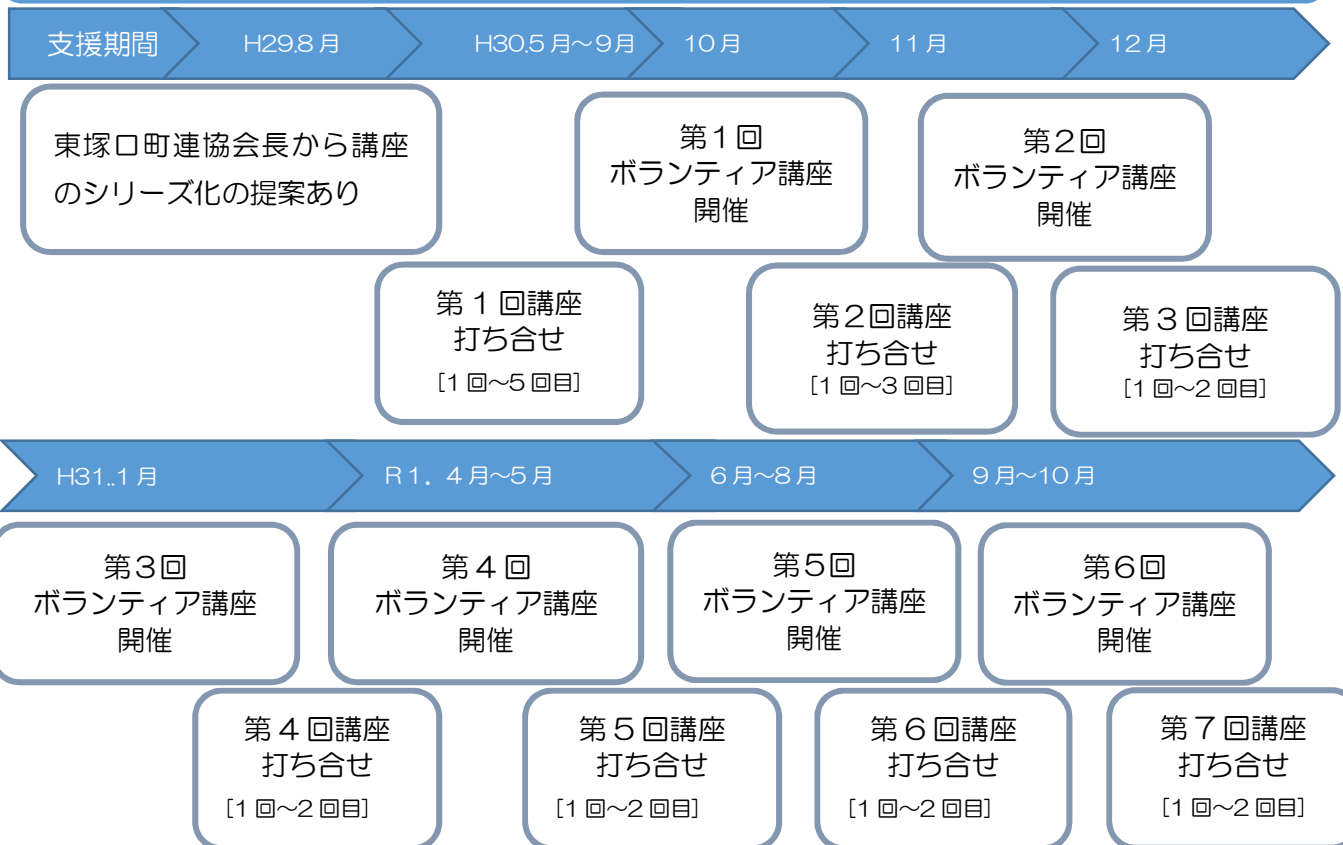 支援期間 H29.8月 H30.5月～9月 10月 11月 12月
東塚口町連協会長から講座
のシリーズ化の提案あり
第1回
ボランティア講座
開催
第2回
ボランティア講座
開催
第1回講座
打ち合せ
[1回～5回目]
第2回講座
打ち合せ
[1回～3回目]
第3回講座
打ち合せ
[1回～2回目]
H31..1月 R1．4月～5月 6月～8月 9月～10月
第3回
ボランティア講座
開催
第4回
ボランティア講座
開催
第5回
ボランティア講座
開催
第6回
ボランティア講座
開催
第4回講座
打ち合せ
[1回～2回目]
第5回講座
打ち合せ
[1回～2回目]
第6回講座
打ち合せ
[1回～2回目]
第7回講座
打ち合せ
[1回～2回目]